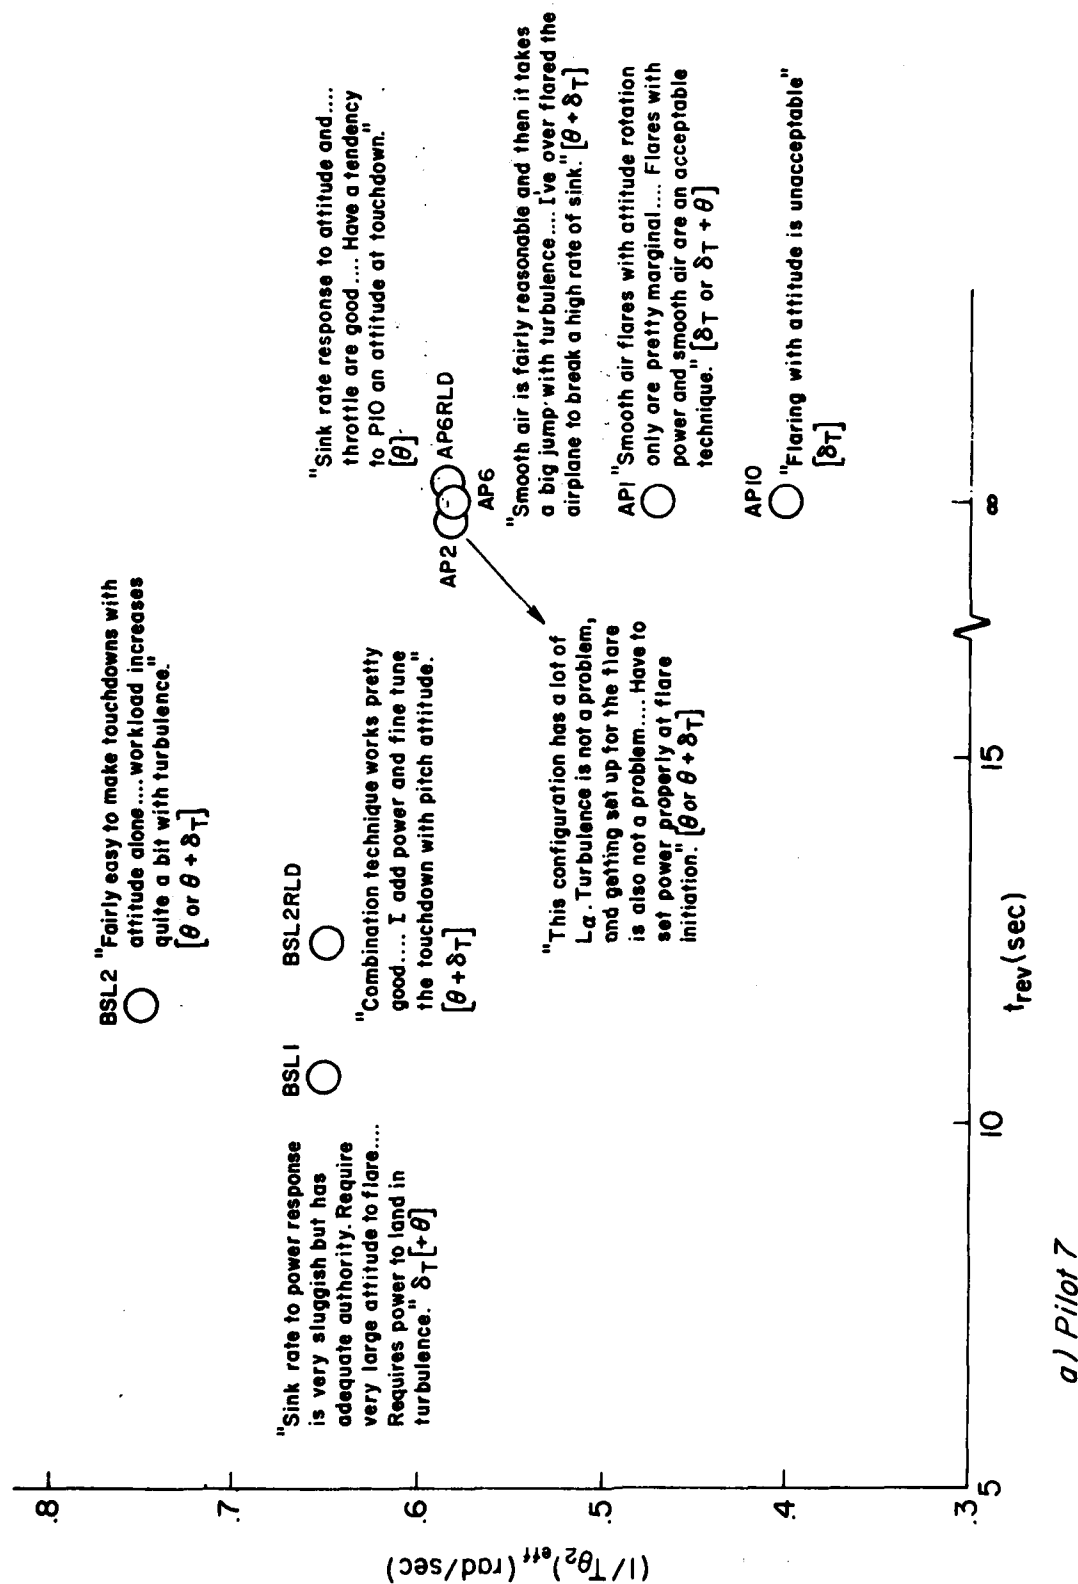 BSL2
"Fairly easy to make touchdowns with
attitude alone....workload increases
quite a bit with turbulence."
[θ or θ + δT]
"Sink rate response to attitude and....
throttle are good.... Have a tendency
to PIO an attitude at touchdown."
[θ]
BSL1
BSL2RLD
"Sink rate to power response
is very sluggish but has
adequate authority. Require
very large attitude to flare....
Requires power to land in
turbulence." δT[+θ]
"Combination technique works pretty
good.... I add power and fine tune
the touchdown with pitch attitude."
[θ + δT]
AP2
AP6RLD
AP6
"Smooth air is fairly reasonable and then it takes
a big jump with turbulence.... I've over flared the
airplane to break a high rate of sink." [θ + δT]
"This configuration has a lot of
Lα. Turbulence is not a problem,
and getting set up for the flare
is also not a problem.... Have to
set power properly at flare
initiation." [θ or θ + δT]
AP1
"Smooth air flares with attitude rotation
only are pretty marginal.... Flares with
power and smooth air are an acceptable
technique." [δT or δT + θ]
AP10
"Flaring with attitude is unacceptable"
[δT]
(1/Tθ2)eff (rad/sec)
.8
.7
.6
.5
.4
.3
5
10
15
∞
trev(sec)
a) Pilot 7